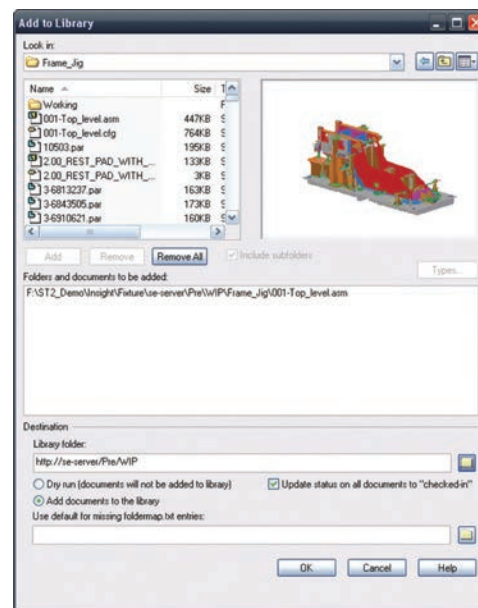 Add to Library
Look in:
Frame_Jig
Name Size
Working
001-Top_level.asm 447KB
001-Top_level.cfg 764KB
10503.par 195KB
2.00_REST_PAD_WITH_... 133KB
2.00_REST_PAD_WITH_... 3KB
3-6813237.par 163KB
3-6843505.par 173KB
3-6910621.par 160KB
Add Remove Remove All Include subfolders
Types...
Folders and documents to be added:
F:\ST2_Demo\Insight\Fixture\se-server\Pre\WIP\Frame_Jig\001-Top_level.asm
Destination
Library folder:
http://se-server/Pre/WIP
Dry run (documents will not be added to library) Update status on all documents to "checked-in"
Add documents to the library
Use default for missing foldermap.txt entries:
OK Cancel Help